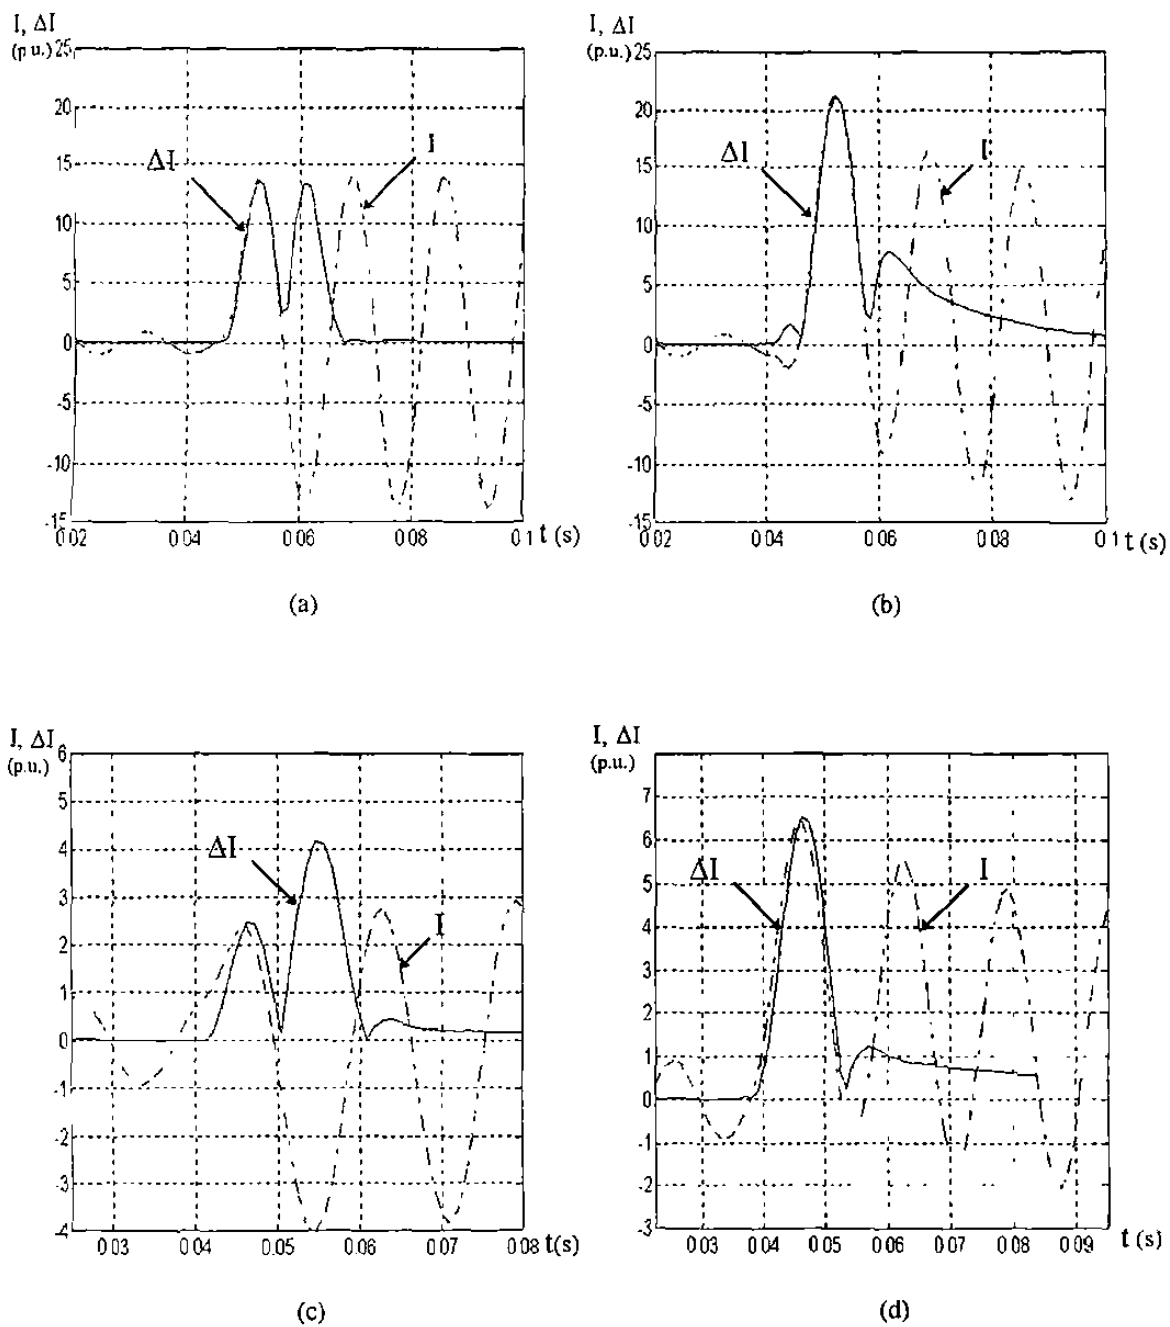 I, ΔI
(p.u.)
25
20
15
10
5
0
-5
-10
-15
ΔI
I
0.02 0.04 0.06 0.08 0.1 t (s)
(a)
I, ΔI
(p.u.)
25
20
15
10
5
0
-5
-10
-15
ΔI
I
0.02 0.04 0.06 0.08 0.1 t (s)
(b)
I, ΔI
(p.u.)
6
5
4
3
2
1
0
-1
-2
-3
-4
ΔI
I
0.03 0.04 0.05 0.06 0.07 0.08 t (s)
(c)
I, ΔI
(p.u.)
7
6
5
4
3
2
1
0
-1
-2
-3
ΔI
I
0.03 0.04 0.05 0.06 0.07 0.08 0.09 t (s)
(d)